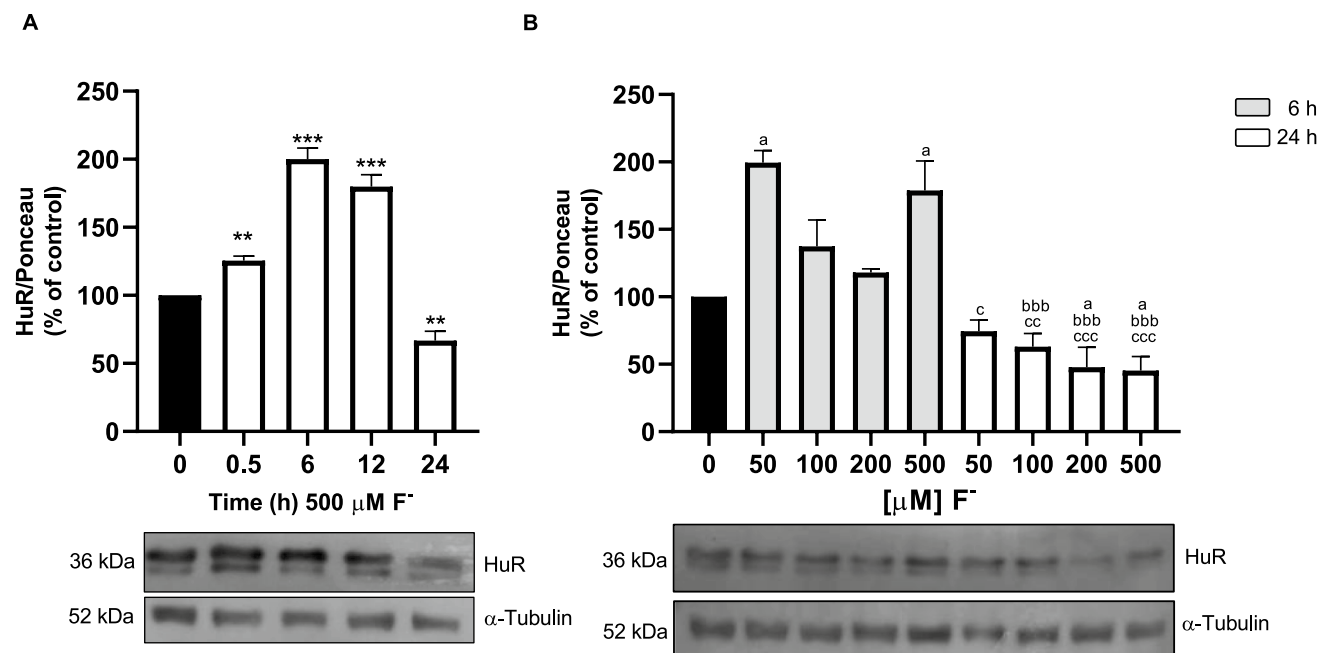 A
250
200
150
100
50
0
HuR/Ponceau
(% of control)
**
***
***
**
0 0.5 6 12 24
Time (h) 500 μM F⁻
36 kDa HuR
52 kDa α-Tubulin
B
250
200
150
100
50
0
HuR/Ponceau
(% of control)
a
a
c
bbb
cc
a
bbb
ccc
a
bbb
ccc
0 50 100 200 500 50 100 200 500
[μM] F⁻
6 h
24 h
36 kDa HuR
52 kDa α-Tubulin